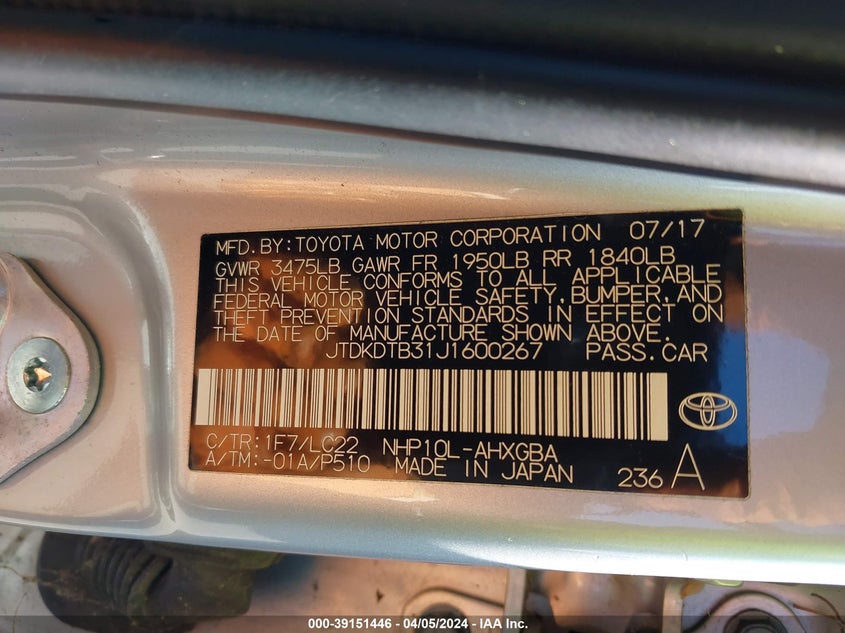 MFD. BY: TOYOTA MOTOR CORPORATION 07/17
GVWR 3475LB GAWR FR 1950LB RR 1840LB
THIS VEHICLE CONFORMS TO ALL APPLICABLE
FEDERAL MOTOR VEHICLE SAFETY, BUMPER, AND
THEFT PREVENTION STANDARDS IN EFFECT ON
THE DATE OF MANUFACTURE SHOWN ABOVE.
JTDKDTB31J1600267 PASS. CAR
C/TR: 1F7/LC22 NHP10L-AHXGBA
A/TM: -01A/P510 MADE IN JAPAN 236 A
000-39151446 - 04/05/2024 - IAA Inc.